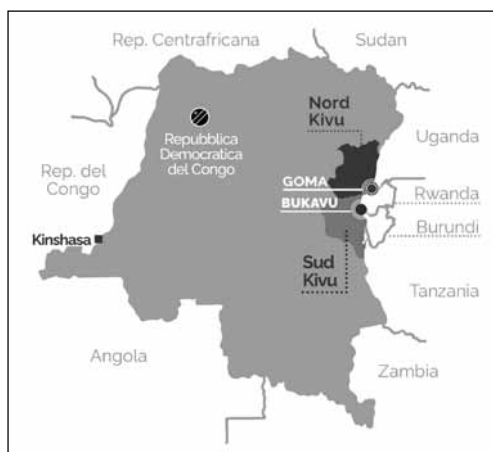 Rep. Centrafricana
Sudan
Nord
Kivu
Uganda
Repubblica
Democratica
del Congo
Rep. del
Congo
GOMA
BUKAVU
Rwanda
Burundi
Kinshasa
Sud
Kivu
Tanzania
Angola
Zambia